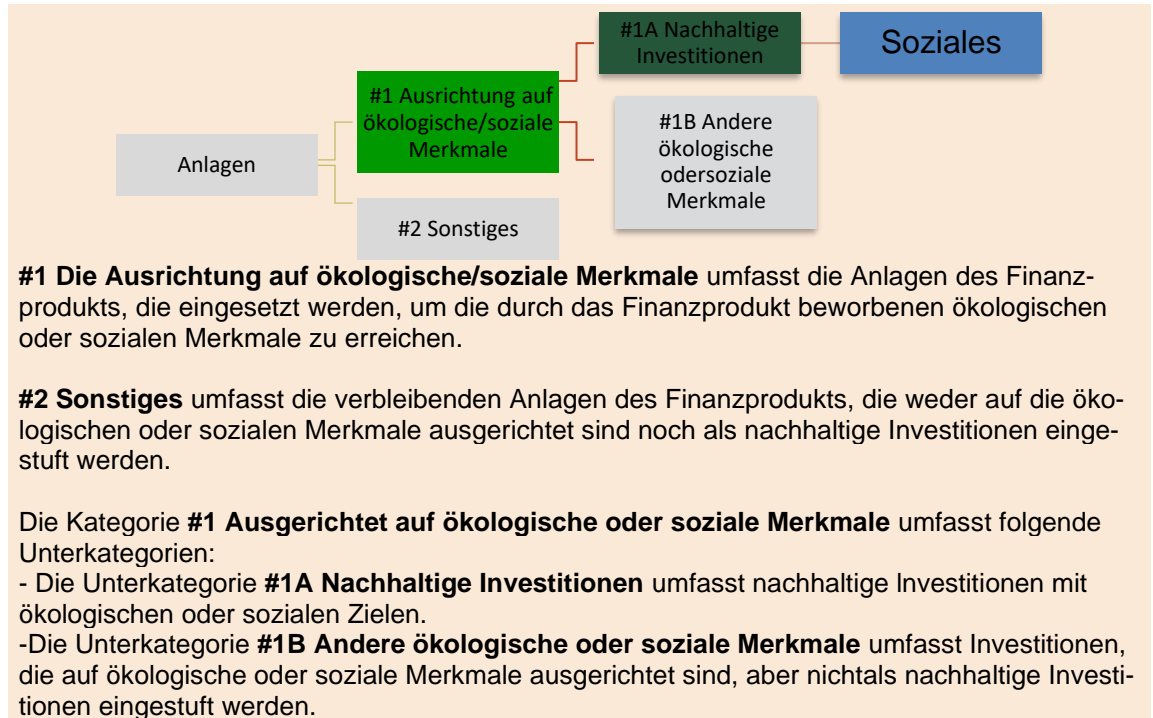 #1A Nachhaltige
Investitionen
Soziales
#1 Ausrichtung auf
ökologische/soziale
Merkmale
#1B Andere
ökologische
odersoziale
Merkmale
Anlagen
#2 Sonstiges
#1 Die Ausrichtung auf ökologische/soziale Merkmale umfasst die Anlagen des Finanz-
produkts, die eingesetzt werden, um die durch das Finanzprodukt beworbenen ökologischen
oder sozialen Merkmale zu erreichen.
#2 Sonstiges umfasst die verbleibenden Anlagen des Finanzprodukts, die weder auf die öko-
logischen oder sozialen Merkmale ausgerichtet sind noch als nachhaltige Investitionen einge-
stuft werden.
Die Kategorie #1 Ausgerichtet auf ökologische oder soziale Merkmale umfasst folgende
Unterkategorien:
- Die Unterkategorie #1A Nachhaltige Investitionen umfasst nachhaltige Investitionen mit
ökologischen oder sozialen Zielen.
-Die Unterkategorie #1B Andere ökologische oder soziale Merkmale umfasst Investitionen,
die auf ökologische oder soziale Merkmale ausgerichtet sind, aber nichtals nachhaltige Investi-
tionen eingestuft werden.